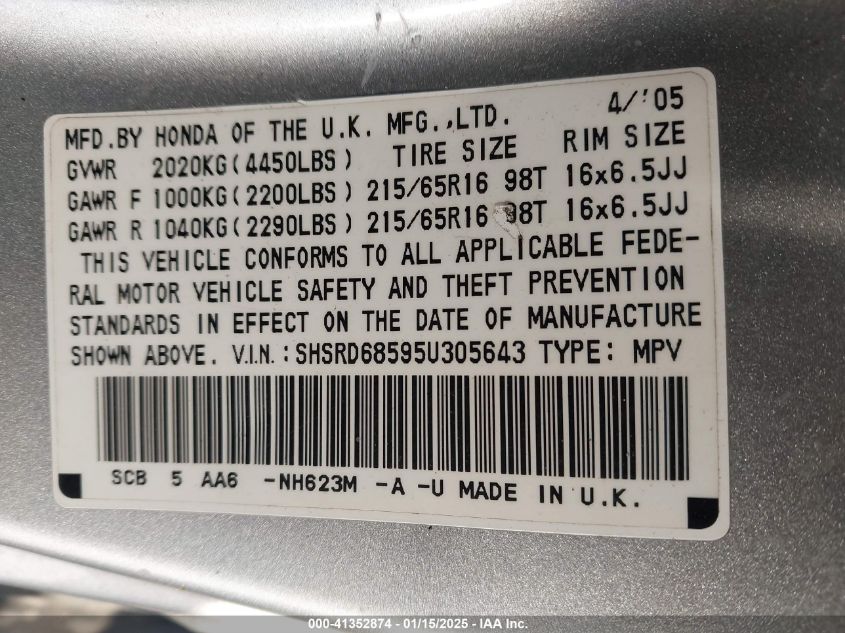 4/'05
MFD.BY HONDA OF THE U.K. MFG.,LTD.
GVWR 2020KG(4450LBS) TIRE SIZE RIM SIZE
GAWR F 1000KG(2200LBS) 215/65R16 98T 16x6.5JJ
GAWR R 1040KG(2290LBS) 215/65R16 98T 16x6.5JJ
THIS VEHICLE CONFORMS TO ALL APPLICABLE FEDE-
RAL MOTOR VEHICLE SAFETY AND THEFT PREVENTION
STANDARDS IN EFFECT ON THE DATE OF MANUFACTURE
SHOWN ABOVE. V.I.N.:SHSRD68595U305643 TYPE: MPV
SCB 5 AA6 -NH623M -A -U MADE IN U.K.
000-41352874 - 01/15/2025 - IAA Inc.